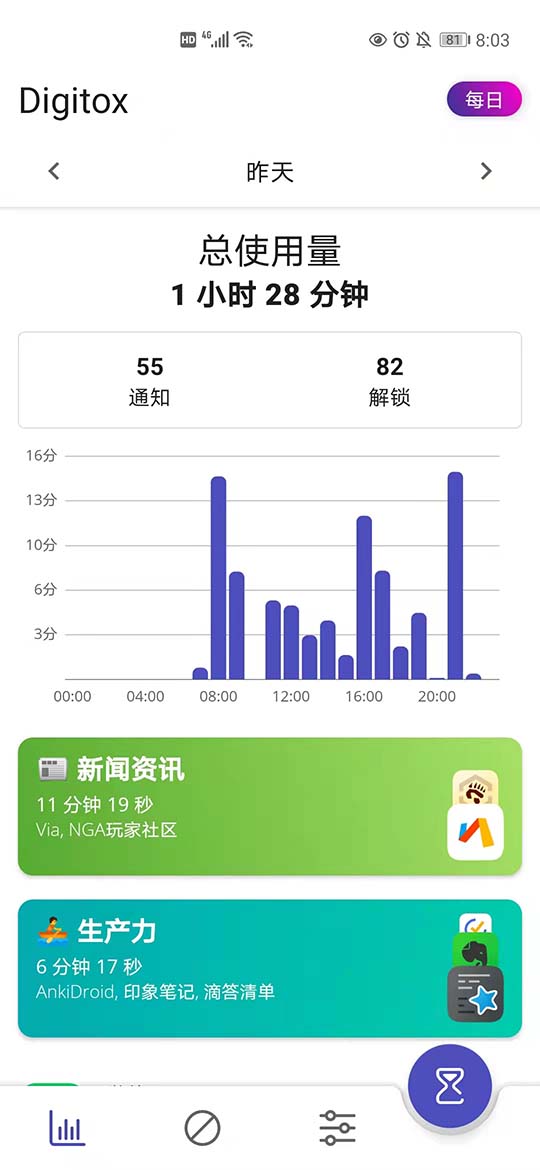 HD 4G 81 8:03
Digitox
每日
昨天
总使用量
1 小时 28 分钟
55 82
通知 解锁
16分
13分
10分
6分
3分
00:00 04:00 08:00 12:00 16:00 20:00
新闻资讯
11 分钟 19 秒
Via, NGA玩家社区
生产力
6 分钟 17 秒
AnkiDroid, 印象笔记, 滴答清单